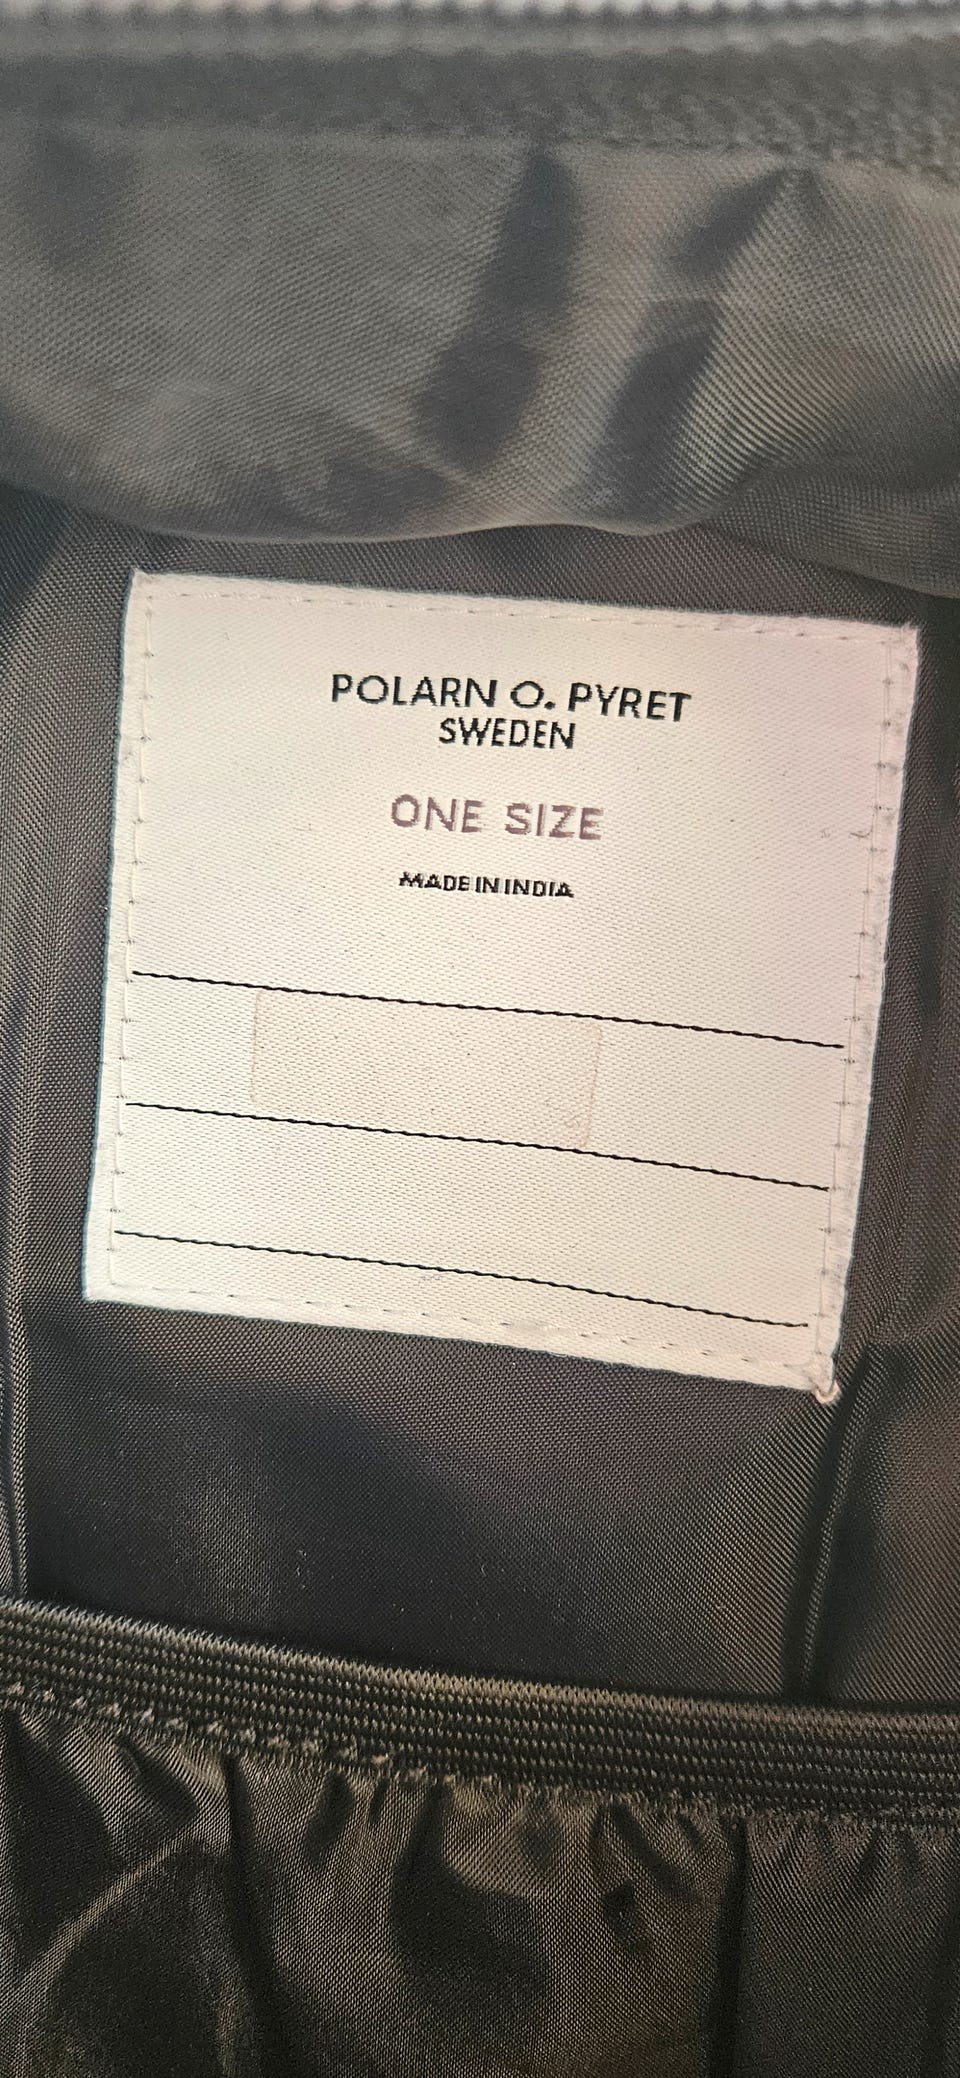 POLARN O. PYRET
SWEDEN
ONE SIZE
MADE IN INDIA